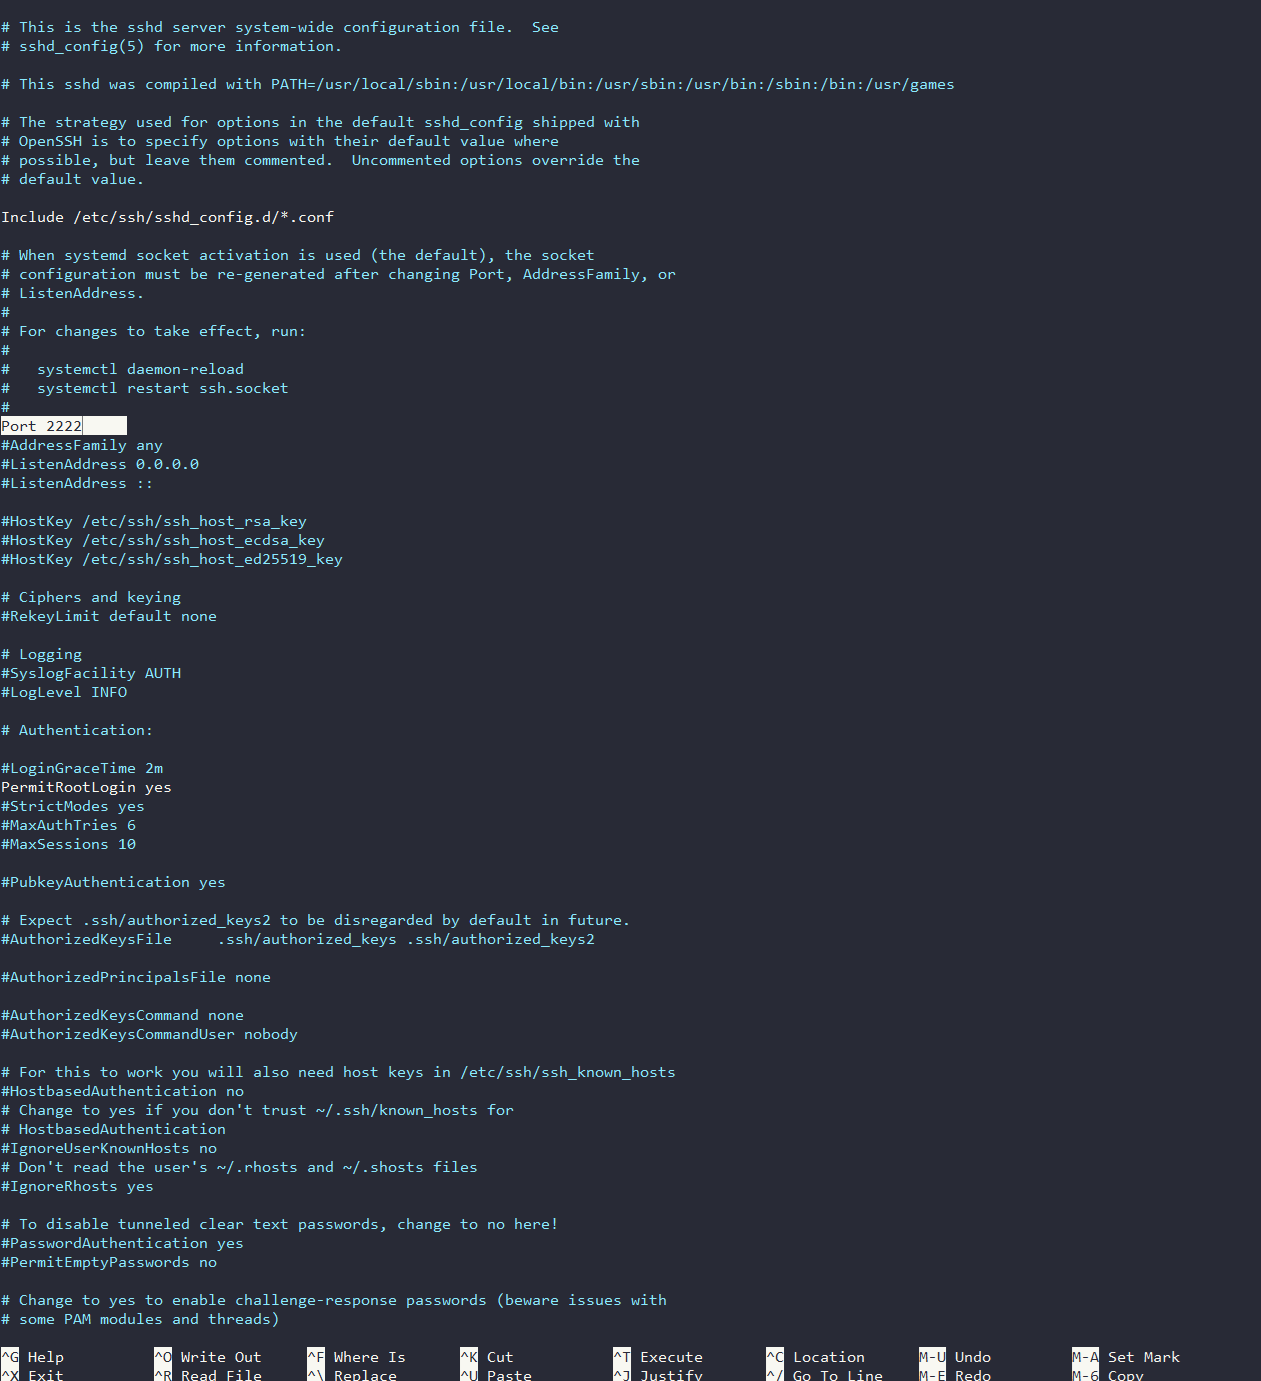 # This is the sshd server system-wide configuration file.  See
# sshd_config(5) for more information.
# This sshd was compiled with PATH=/usr/local/sbin:/usr/local/bin:/usr/sbin:/usr/bin:/sbin:/bin:/usr/games
# The strategy used for options in the default sshd_config shipped with
# OpenSSH is to specify options with their default value where
# possible, but leave them commented.  Uncommented options override the
# default value.
Include /etc/ssh/sshd_config.d/*.conf
# When systemd socket activation is used (the default), the socket
# configuration must be re-generated after changing Port, AddressFamily, or
# ListenAddress.
#
# For changes to take effect, run:
#
#   systemctl daemon-reload
#   systemctl restart ssh.socket
#
Port 2222
#AddressFamily any
#ListenAddress 0.0.0.0
#ListenAddress ::
#HostKey /etc/ssh/ssh_host_rsa_key
#HostKey /etc/ssh/ssh_host_ecdsa_key
#HostKey /etc/ssh/ssh_host_ed25519_key
# Ciphers and keying
#RekeyLimit default none
# Logging
#SyslogFacility AUTH
#LogLevel INFO
# Authentication:
#LoginGraceTime 2m
PermitRootLogin yes
#StrictModes yes
#MaxAuthTries 6
#MaxSessions 10
#PubkeyAuthentication yes
# Expect .ssh/authorized_keys2 to be disregarded by default in future.
#AuthorizedKeysFile     .ssh/authorized_keys .ssh/authorized_keys2
#AuthorizedPrincipalsFile none
#AuthorizedKeysCommand none
#AuthorizedKeysCommandUser nobody
# For this to work you will also need host keys in /etc/ssh/ssh_known_hosts
#HostbasedAuthentication no
# Change to yes if you don't trust ~/.ssh/known_hosts for
# HostbasedAuthentication
#IgnoreUserKnownHosts no
# Don't read the user's ~/.rhosts and ~/.shosts files
#IgnoreRhosts yes
# To disable tunneled clear text passwords, change to no here!
#PasswordAuthentication yes
#PermitEmptyPasswords no
# Change to yes to enable challenge-response passwords (beware issues with
# some PAM modules and threads)
^G Help          ^O Write Out     ^F Where Is      ^K Cut           ^T Execute       ^C Location      M-U Undo         M-A Set Mark
^X Exit          ^R Read File     ^\ Replace       ^U Paste         ^J Justify       ^/ Go To Line    M-E Redo         M-6 Copy